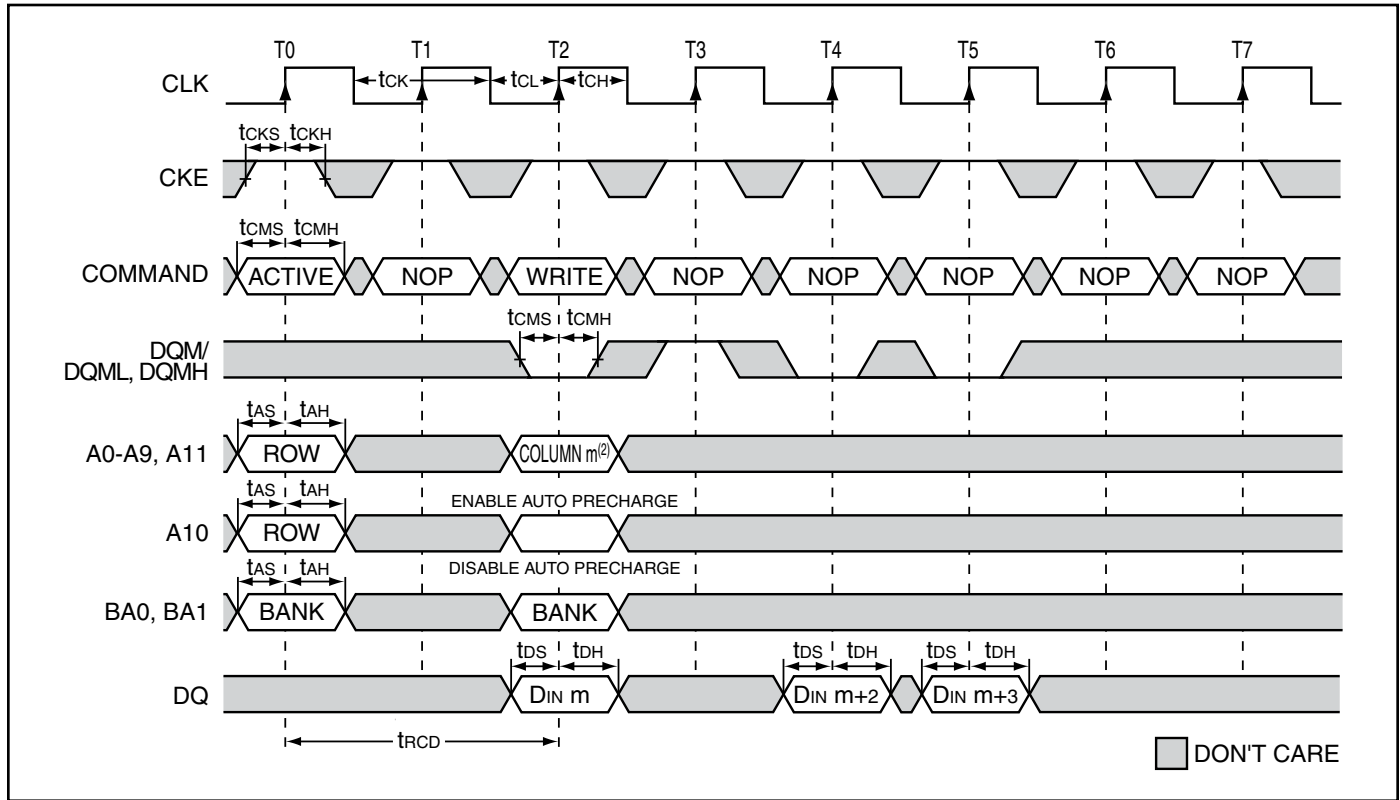 T0 T1 T2 T3 T4 T5 T6 T7
CLK tCK tCL tCH
tCKS tCKH
CKE
tCMS tCMH
COMMAND ACTIVE NOP WRITE NOP NOP NOP NOP NOP
tCMS tCMH
DQM/
DQML, DQMH
tAS tAH
A0-A9, A11 ROW COLUMN m(2)
tAS tAH ENABLE AUTO PRECHARGE
A10 ROW
tAS tAH DISABLE AUTO PRECHARGE
BA0, BA1 BANK BANK
tDS tDH tDS tDH tDS tDH
DQ DIN m DIN m+2 DIN m+3
tRCD
DON'T CARE